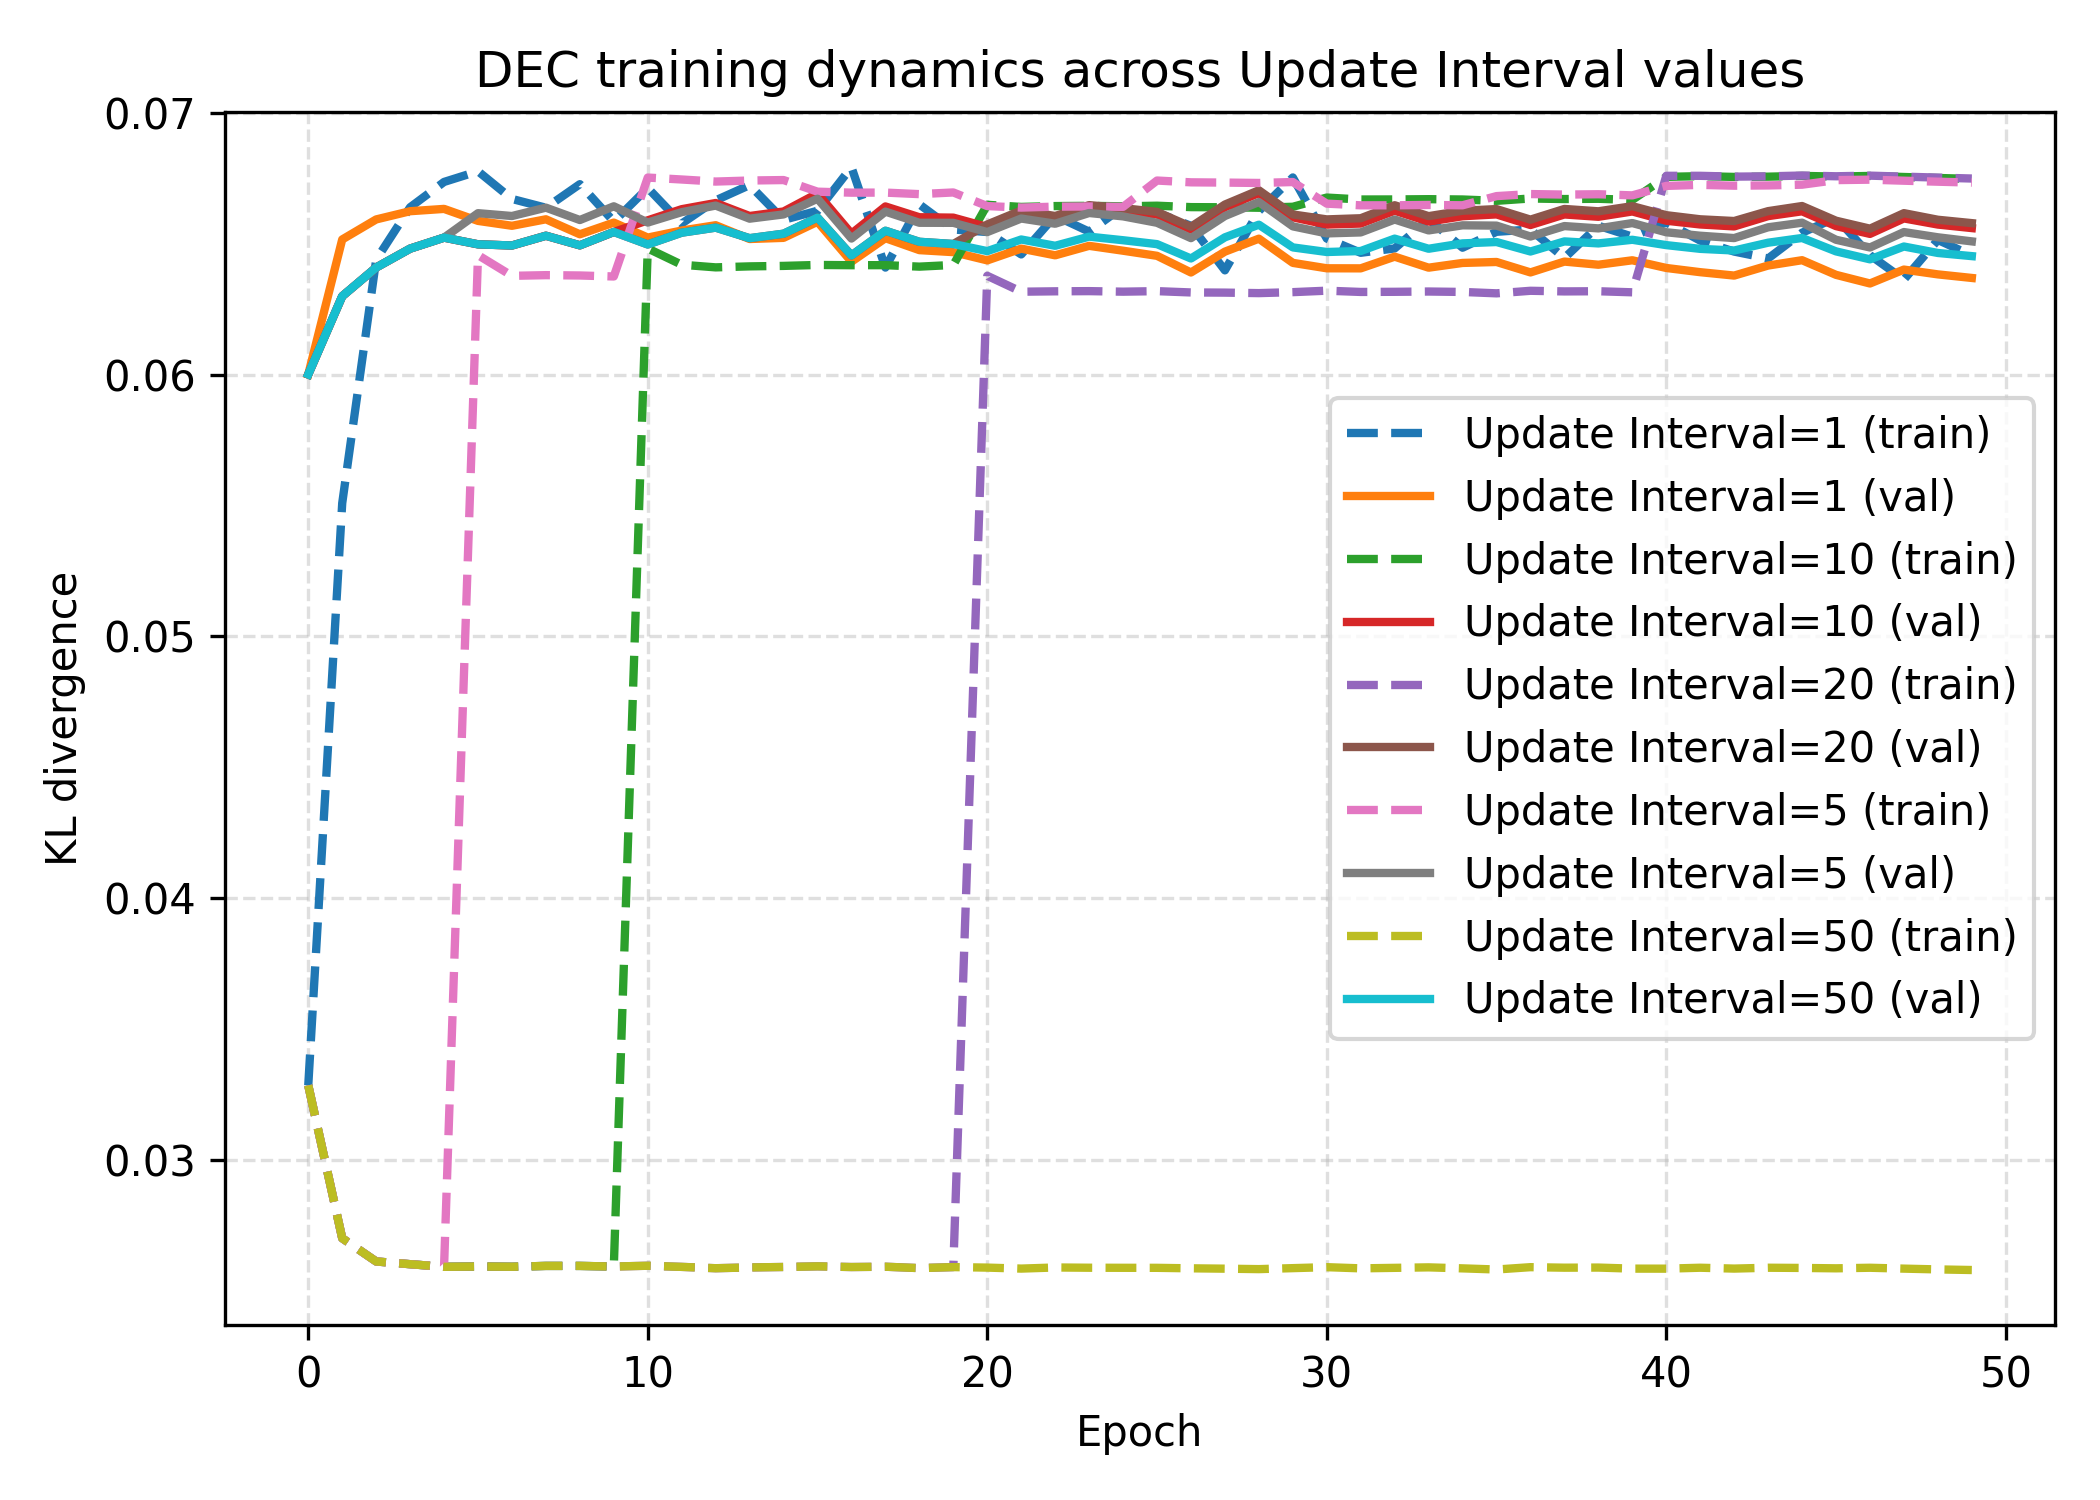 DEC training dynamics across Update Interval values
0.07
0.06
0.05
0.04
0.03
KL divergence
Update Interval=1 (train)
Update Interval=1 (val)
Update Interval=10 (train)
Update Interval=10 (val)
Update Interval=20 (train)
Update Interval=20 (val)
Update Interval=5 (train)
Update Interval=5 (val)
Update Interval=50 (train)
Update Interval=50 (val)
0 10 20 30 40 50
Epoch